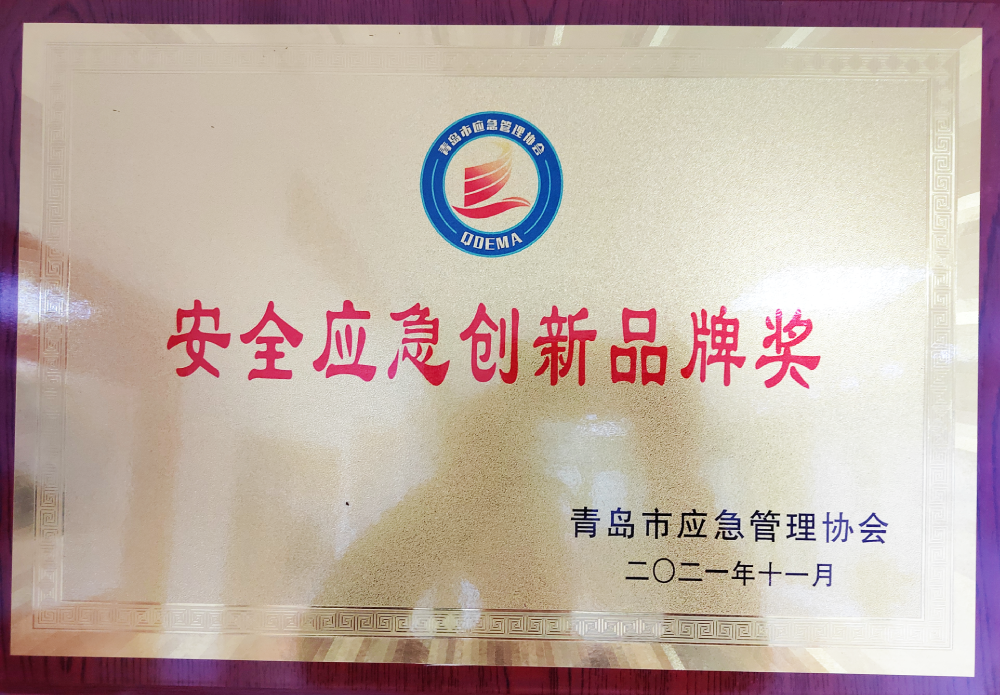 青岛市应急管理协会
QDEMA
安全应急创新品牌奖
青岛市应急管理协会
二〇二一年十一月